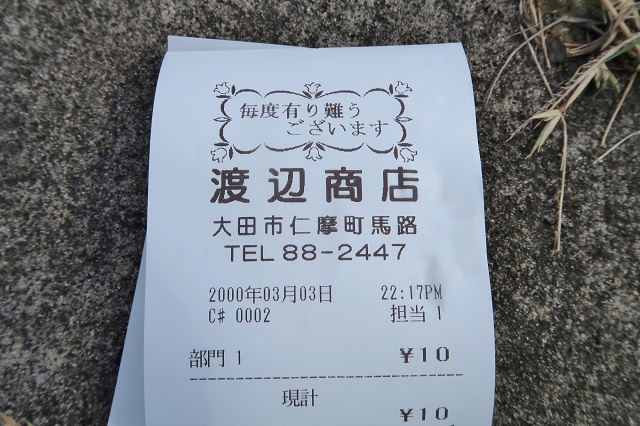 毎度有り難う
ございます
渡辺商店
大田市仁摩町馬路
TEL 88-2447
2000年03月03日 22:17PM
C# 0002 担当 1
部門 1 ¥10
現計
¥10